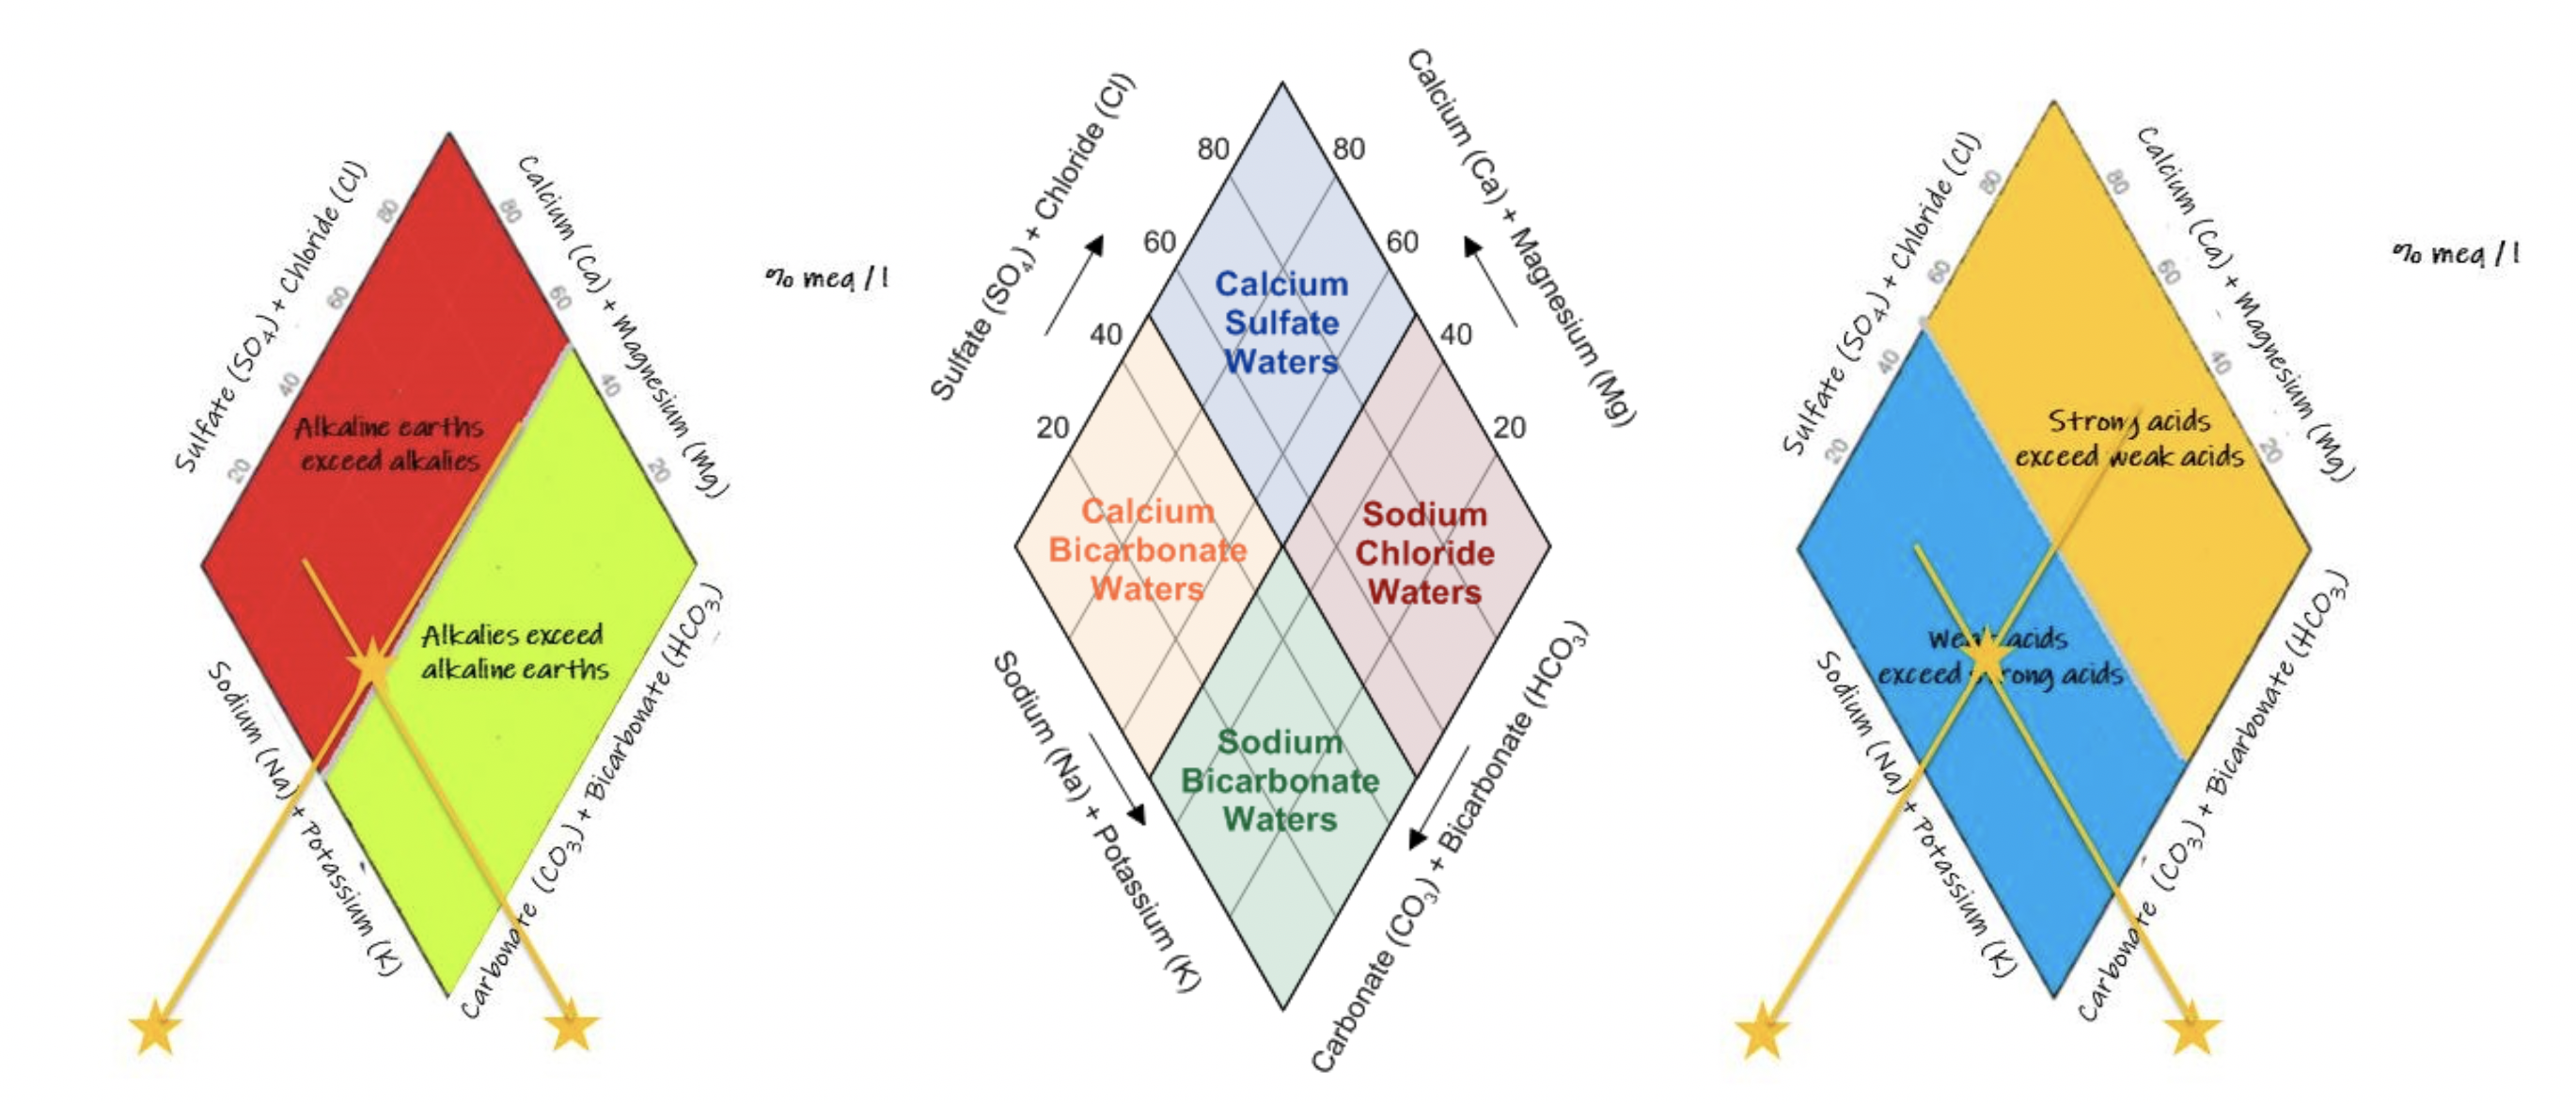 Sulfate (SO₄) + Chloride (Cl)
80
60
40
20
Calcium (Ca) + Magnesium (Mg)
80
60
40
20
Alkaline earths
exceed alkalies
Alkalies exceed
alkaline earths
Sodium (Na) + Potassium (K)
Carbonate (CO₃) + Bicarbonate (HCO₃)
% meq / l
Sulfate (SO₄) + Chloride (Cl)
80
60
40
20
Calcium (Ca) + Magnesium (Mg)
80
60
40
20
Calcium
Sulfate
Waters
Calcium
Bicarbonate
Waters
Sodium
Chloride
Waters
Sodium
Bicarbonate
Waters
Sodium (Na) + Potassium (K)
Carbonate (CO₃) + Bicarbonate (HCO₃)
Sulfate (SO₄) + Chloride (Cl)
80
60
40
20
Calcium (Ca) + Magnesium (Mg)
80
60
40
20
Strong acids
exceed weak acids
Weak acids
exceed strong acids
Sodium (Na) + Potassium (K)
Carbonate (CO₃) + Bicarbonate (HCO₃)
% meq / l